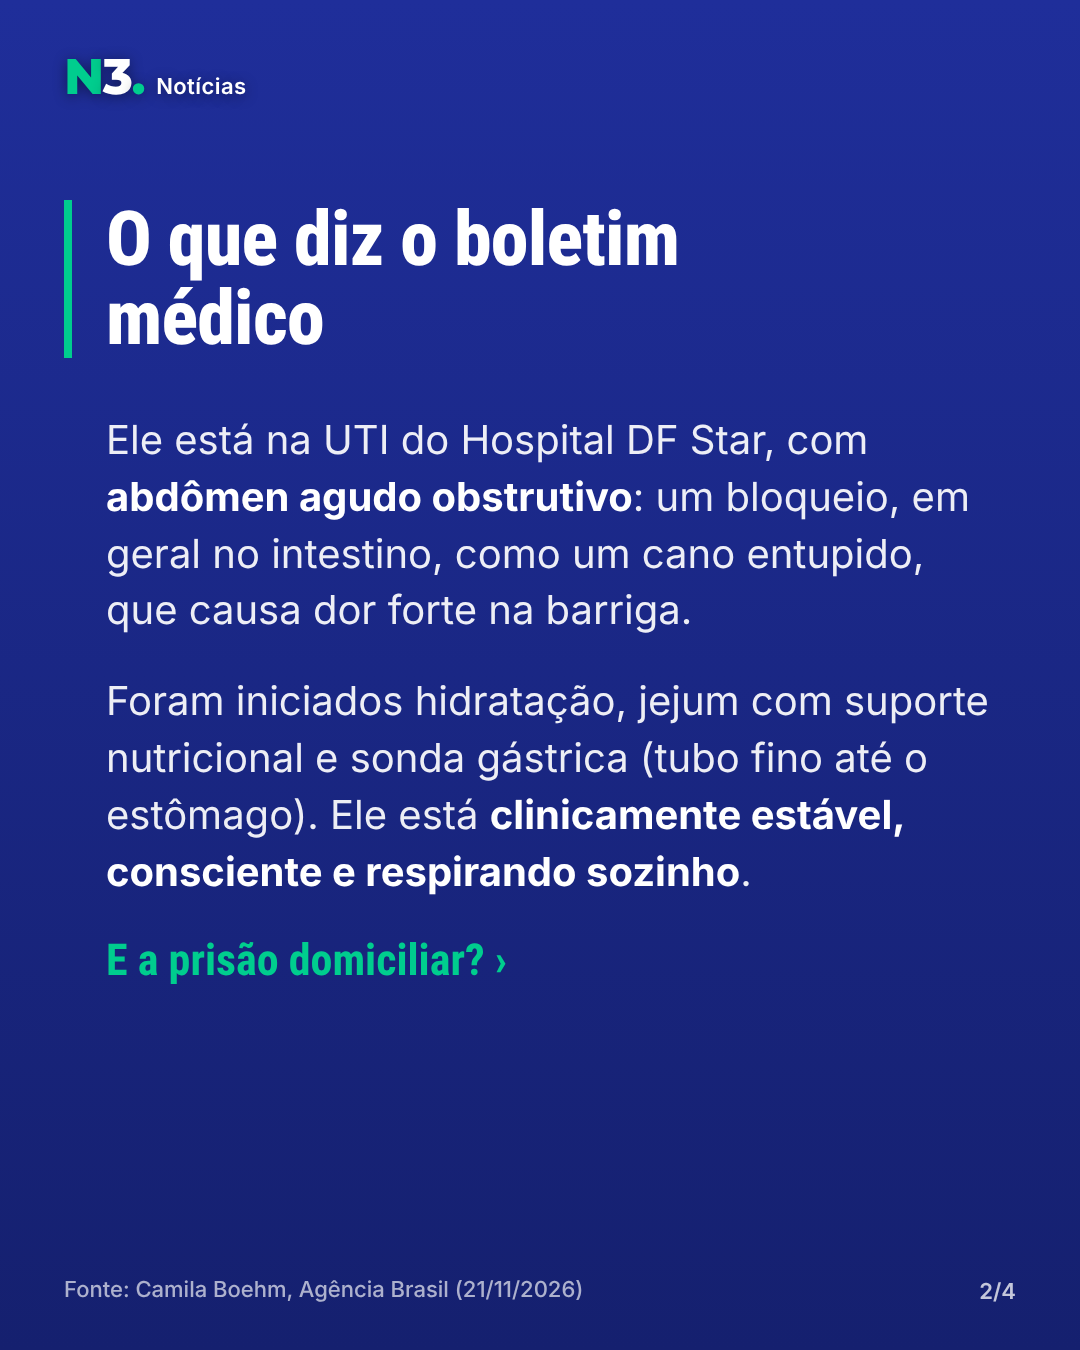 N3. Notícias
O que diz o boletim
médico
Ele está na UTI do Hospital DF Star, com
abdômen agudo obstrutivo: um bloqueio, em
geral no intestino, como um cano entupido,
que causa dor forte na barriga.
Foram iniciados hidratação, jejum com suporte
nutricional e sonda gástrica (tubo fino até o
estômago). Ele está clinicamente estável,
consciente e respirando sozinho.
E a prisão domiciliar? ›
Fonte: Camila Boehm, Agência Brasil (21/11/2026)
2/4